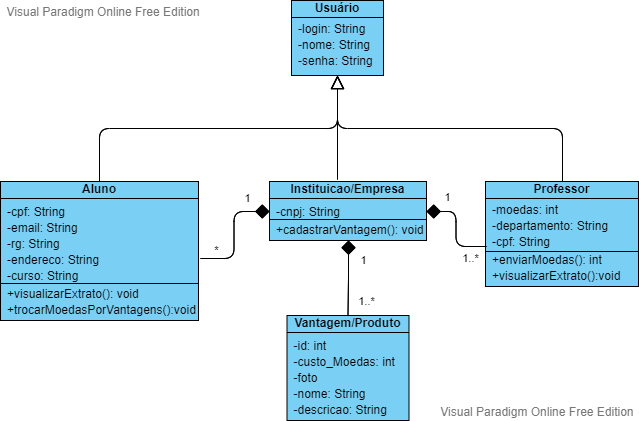 Visual Paradigm Online Free Edition
Usuário
-login: String
-nome: String
-senha: String
Aluno
-cpf: String
-email: String
-rg: String
-endereco: String
-curso: String
+visualizarExtrato(): void
+trocarMoedasPorVantagens():void
1
*
Instituicao/Empresa
-cnpj: String
+cadastrarVantagem(): void
1
1..*
Professor
-moedas: int
-departamento: String
-cpf: String
+enviarMoedas(): int
+visualizarExtrato():void
1
1..*
Vantagem/Produto
-id: int
-custo_Moedas: int
-foto
-nome: String
-descricao: String
Visual Paradigm Online Free Edition